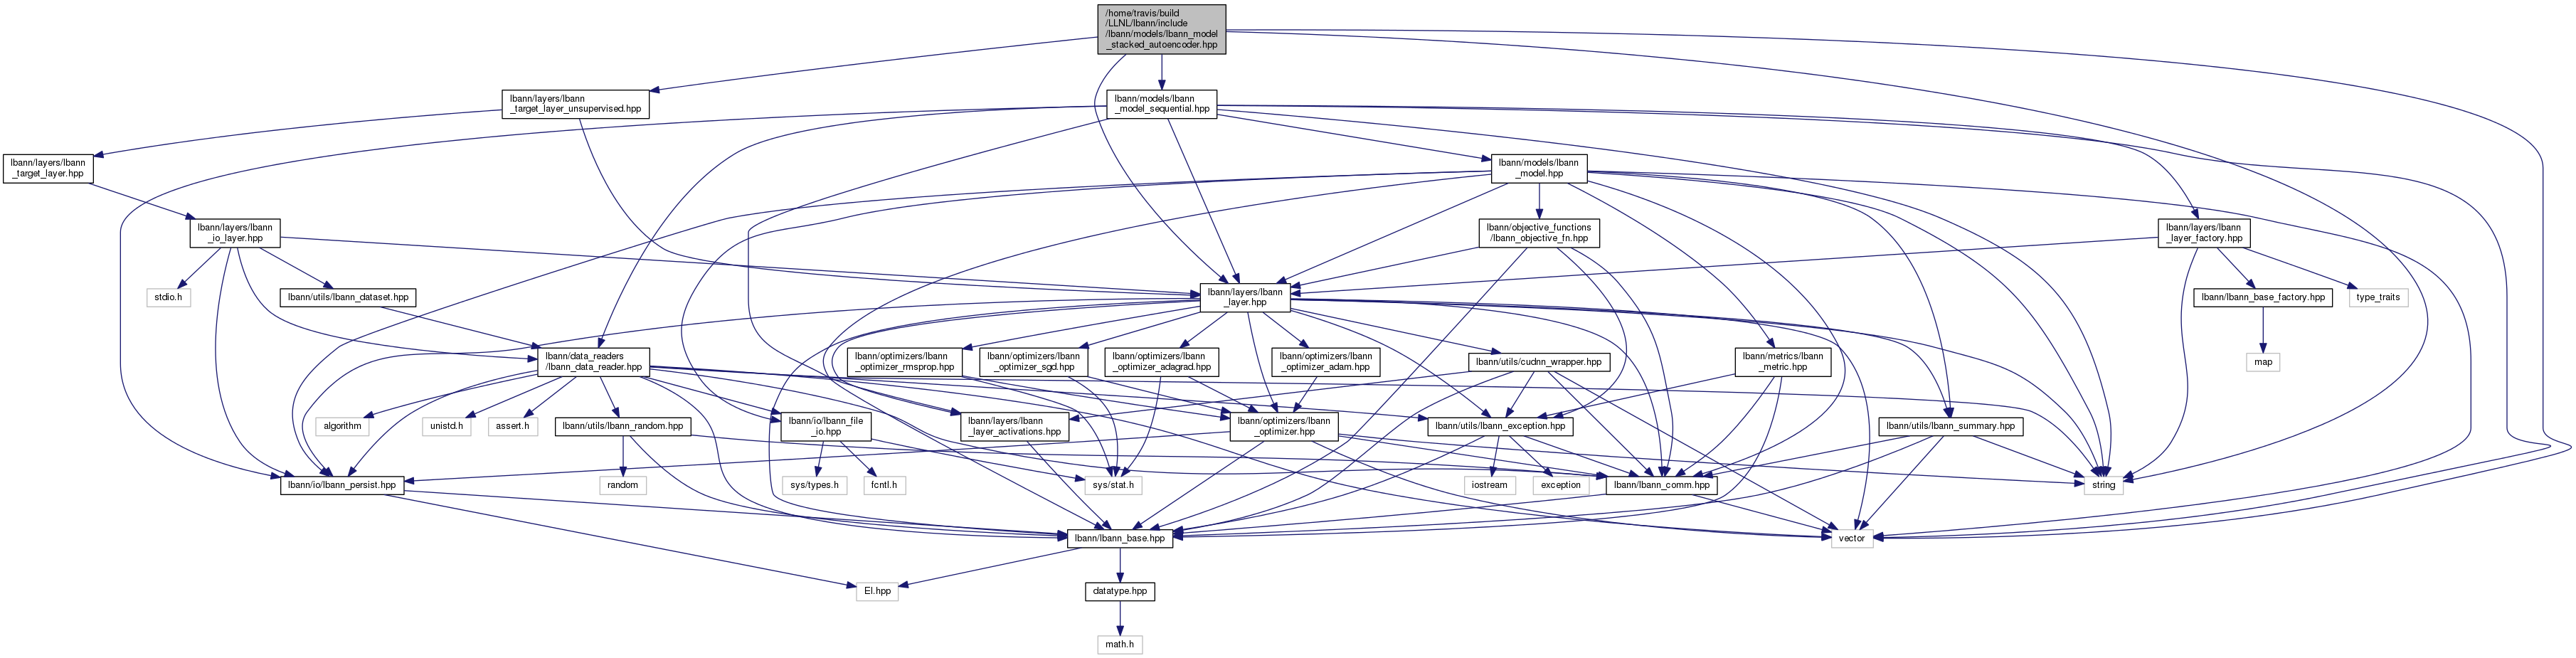 /home/travis/build
/LLNL/lbann/include
/lbann/models/lbann_model
_stacked_autoencoder.hpp
lbann/layers/lbann
_target_layer_unsupervised.hpp
lbann/models/lbann
_model_sequential.hpp
lbann/layers/lbann
_target_layer.hpp
lbann/models/lbann
_model.hpp
lbann/layers/lbann
_io_layer.hpp
lbann/objective_functions
/lbann_objective_fn.hpp
lbann/layers/lbann
_layer_factory.hpp
stdio.h
lbann/utils/lbann_dataset.hpp
lbann/layers/lbann
_layer.hpp
lbann/lbann_base_factory.hpp
type_traits
lbann/data_readers
/lbann_data_reader.hpp
lbann/optimizers/lbann
_optimizer_rmsprop.hpp
lbann/optimizers/lbann
_optimizer_sgd.hpp
lbann/optimizers/lbann
_optimizer_adagrad.hpp
lbann/optimizers/lbann
_optimizer_adam.hpp
lbann/utils/cudnn_wrapper.hpp
lbann/metrics/lbann
_metric.hpp
map
algorithm
unistd.h
assert.h
lbann/utils/lbann_random.hpp
lbann/io/lbann_file
_io.hpp
lbann/layers/lbann
_layer_activations.hpp
lbann/optimizers/lbann
_optimizer.hpp
lbann/utils/lbann_exception.hpp
lbann/utils/lbann_summary.hpp
lbann/io/lbann_persist.hpp
random
sys/types.h
fcntl.h
sys/stat.h
iostream
exception
lbann/lbann_comm.hpp
string
lbann/lbann_base.hpp
vector
El.hpp
datatype.hpp
math.h